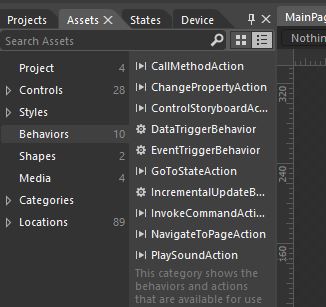 Projects Assets × States Device
MainPag
Search Assets
Nothin
Project 4
Controls 28
Styles
Behaviors 10
Shapes 2
Media 4
Categories
Locations 89
CallMethodAction
ChangePropertyAction
ControlStoryboardAc...
DataTriggerBehavior
EventTriggerBehavior
GoToStateAction
IncrementalUpdateB...
InvokeCommandActi...
NavigateToPageAction
PlaySoundAction
This category shows the
behaviors and actions
that are available for use
320
280
240
200
160